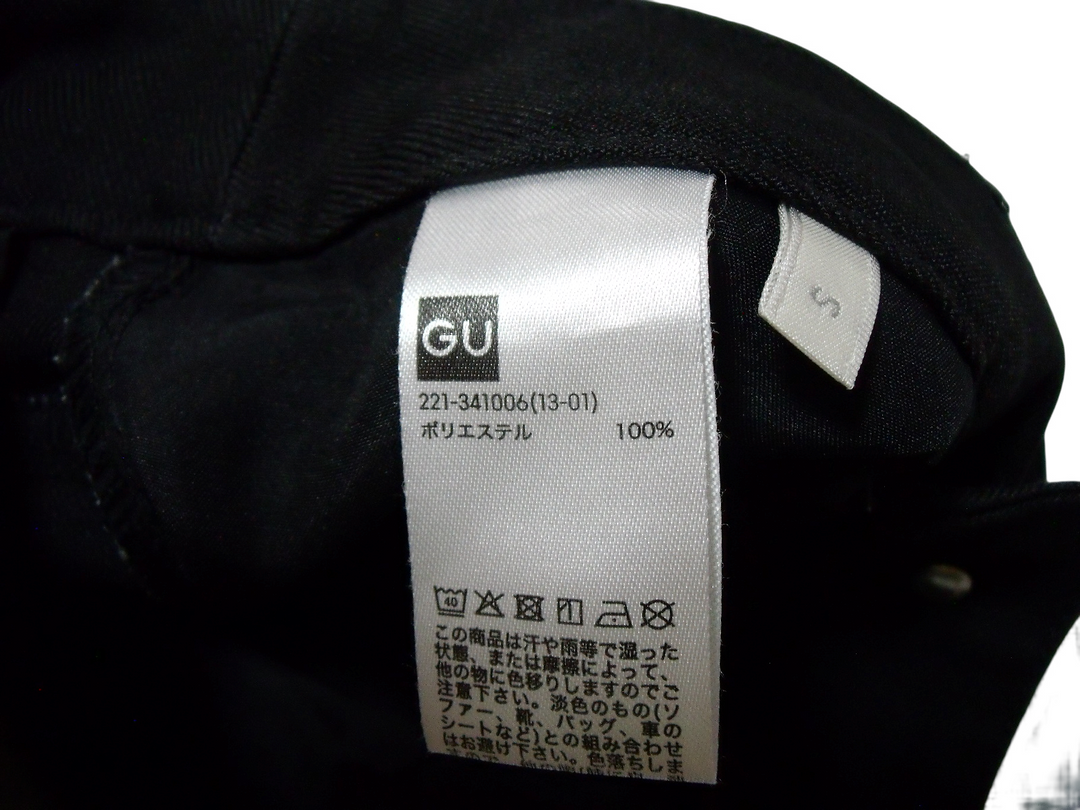 GU
221-341006(13-01)
ポリエステル 100%
40
この商品は汗や雨等で湿った
状態、または摩擦によって、
他の物に色移りしますのでご
注意下さい。淡色のもの(ソ
ファー、靴、バッグ、車の
シートなど)との組み合わせ
はお避け下さい。色落ちしま
すので、
S